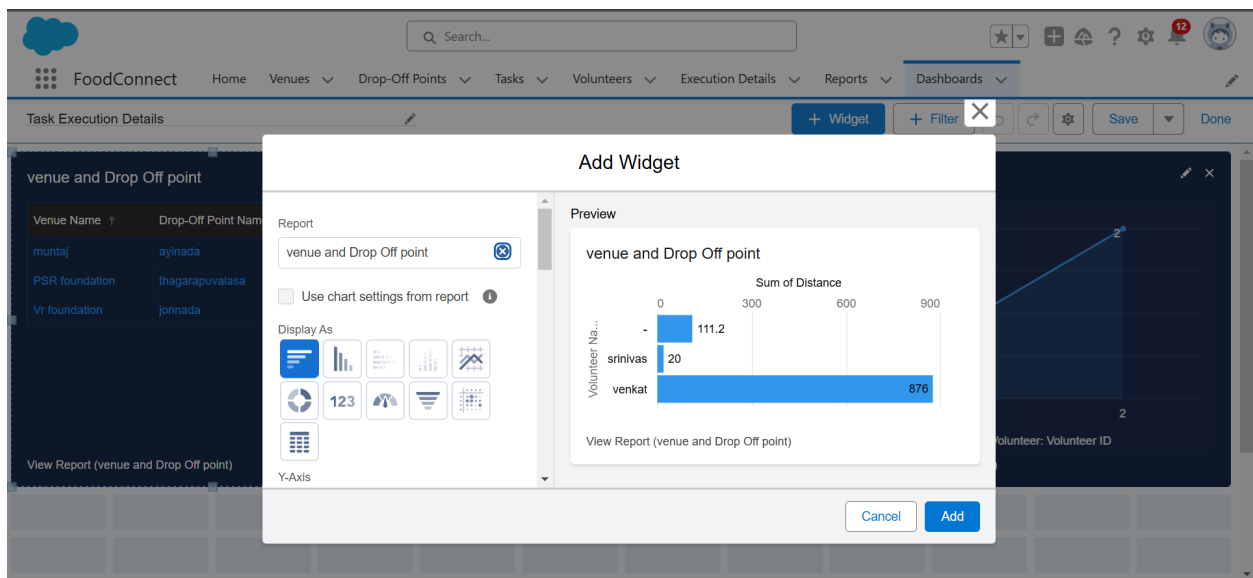 Search...
12
FoodConnect Home Venues Drop-Off Points Tasks Volunteers Execution Details Reports Dashboards
Task Execution Details + Widget + Filter Save Done
Add Widget
venue and Drop Off point
Venue Name ↑ Drop-Off Point Nam
muntaj ayinada
PSR foundation thagarapuvalasa
Vr foundation jonnada
View Report (venue and Drop Off point)
Report
venue and Drop Off point
Use chart settings from report
Display As
123
Y-Axis
Preview
venue and Drop Off point
Sum of Distance
0 300 600 900
Volunteer Na...
- 111.2
srinivas 20
venkat 876
View Report (venue and Drop Off point)
Cancel Add
2
2
olunteer: Volunteer ID